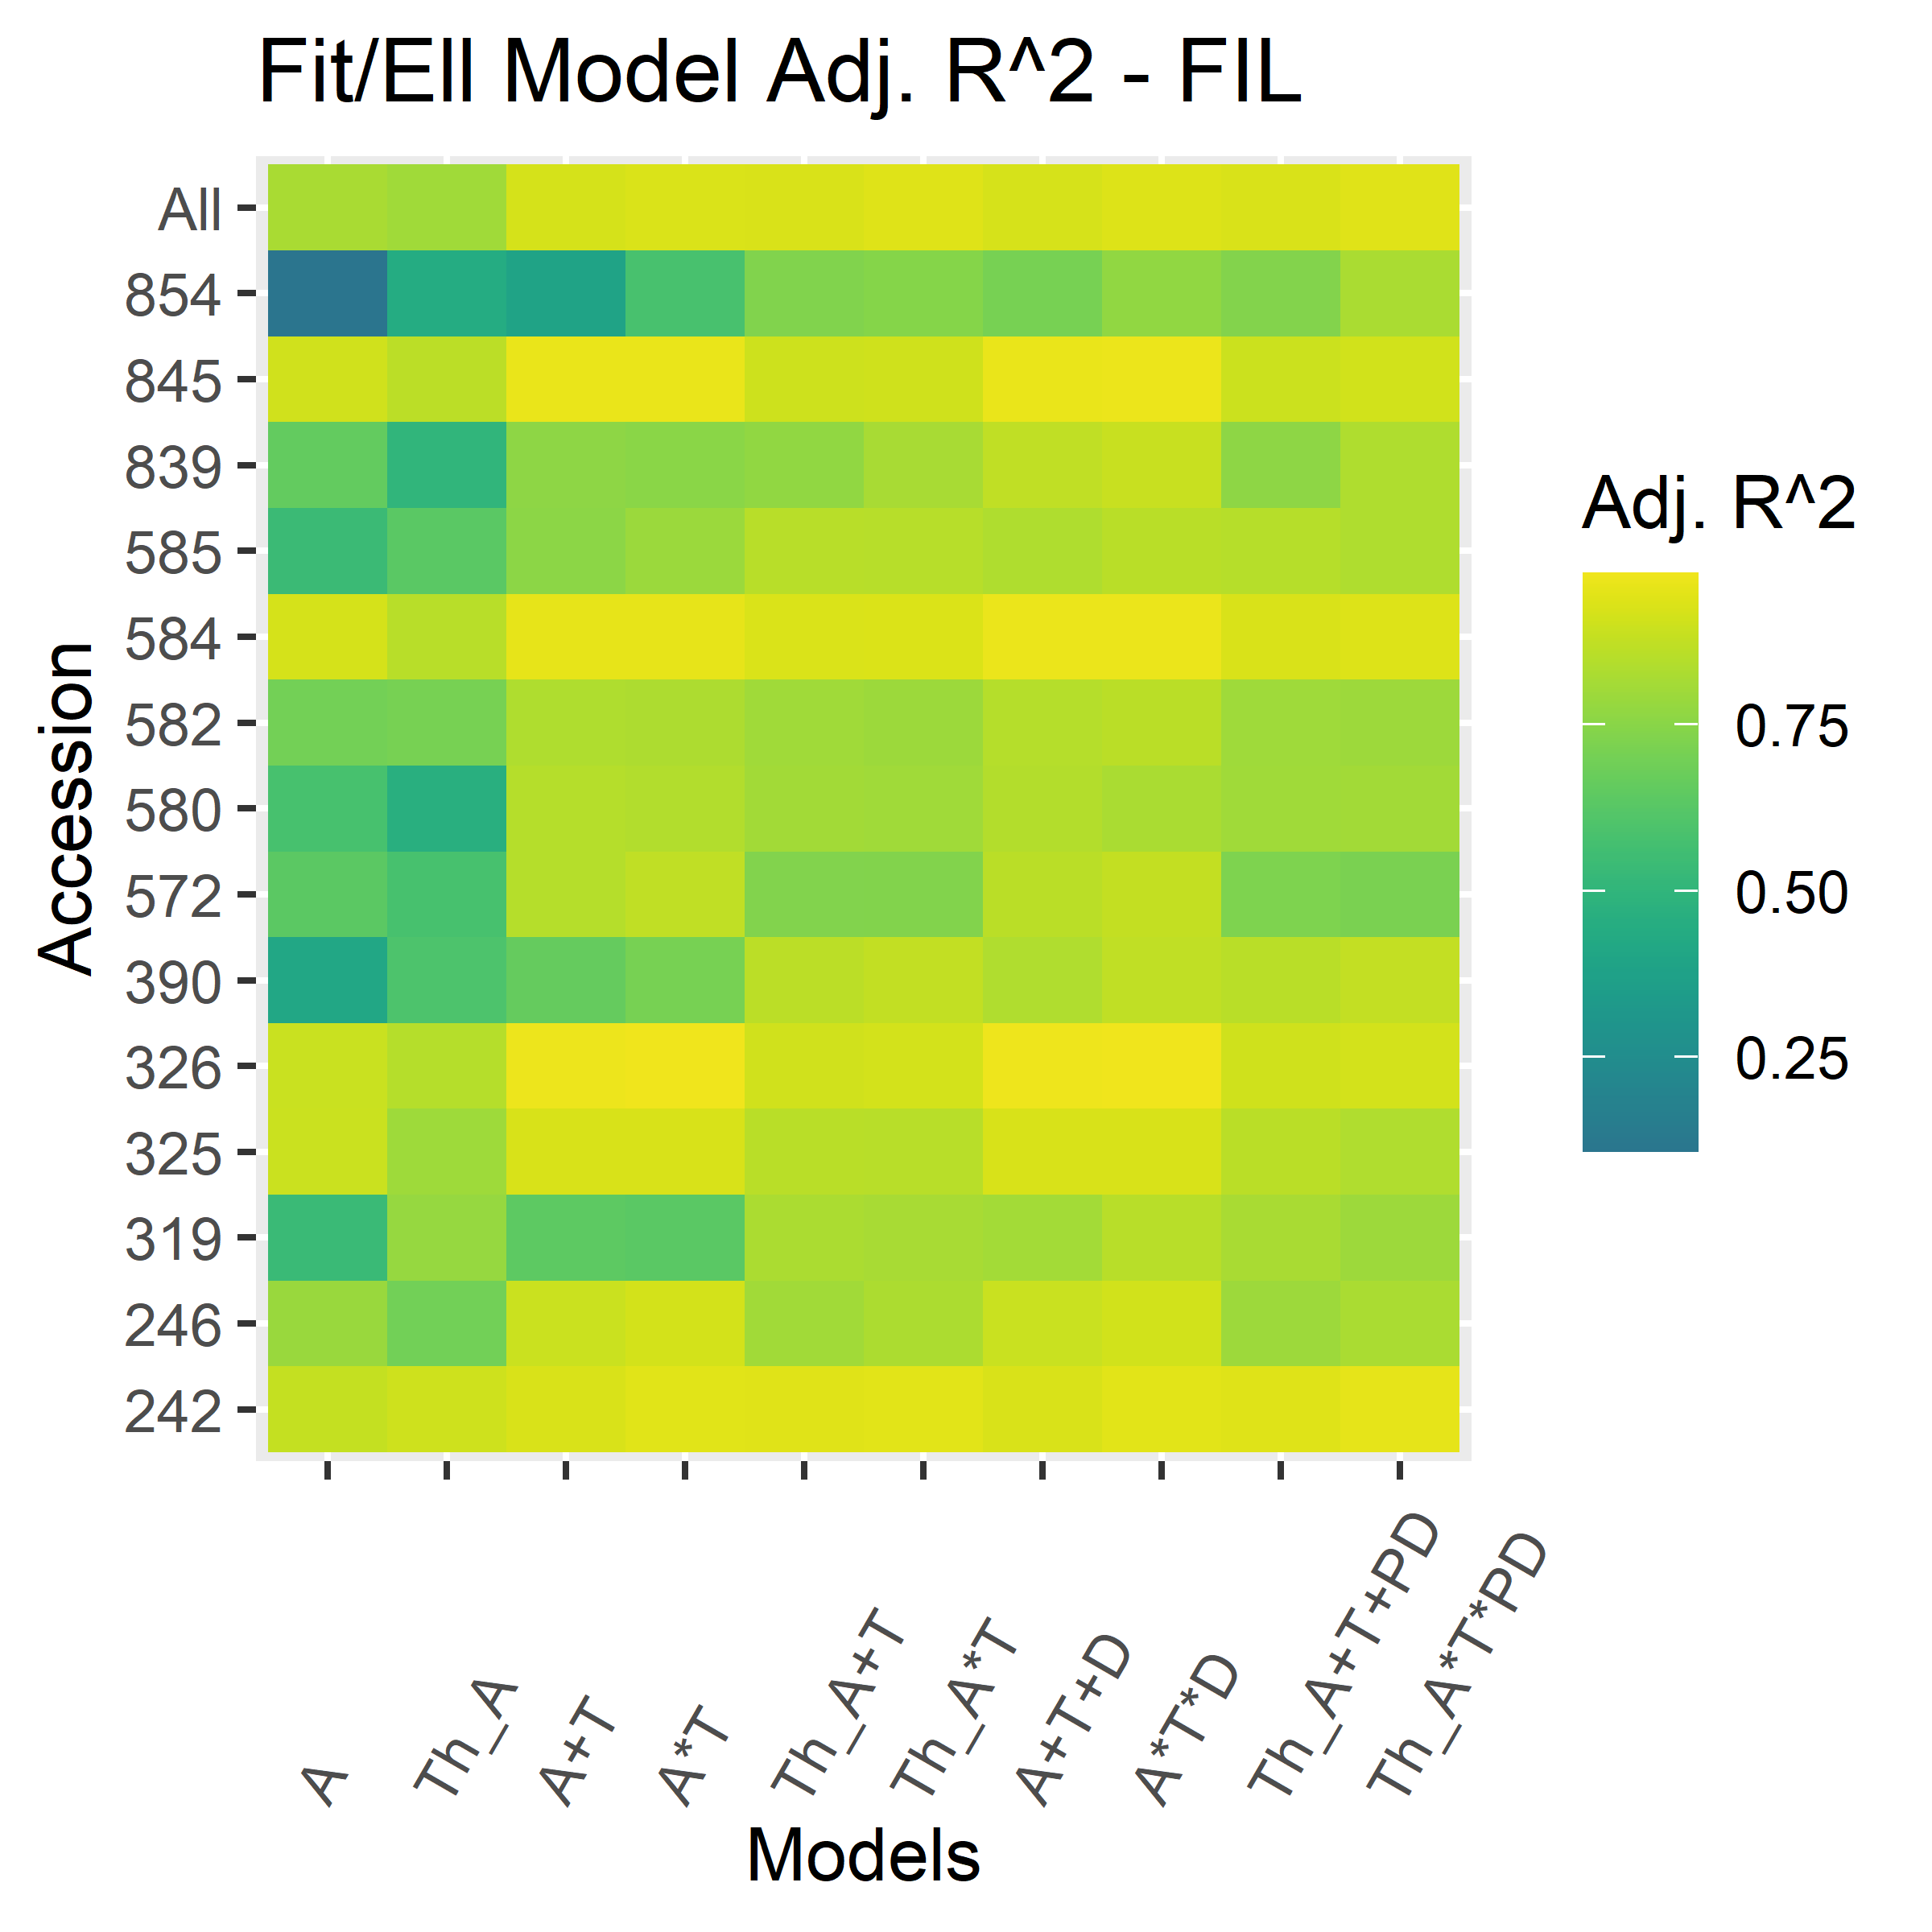 Fit/Ell Model Adj. R^2 - FIL
Accession
All
854
845
839
585
584
582
580
572
390
326
325
319
246
242
A
Th_A
A+T
A*T
Th_A+T
Th_A*T
A+T+D
A*T*D
Th_A+T+PD
Th_A*T*PD
Models
Adj. R^2
0.75
0.50
0.25